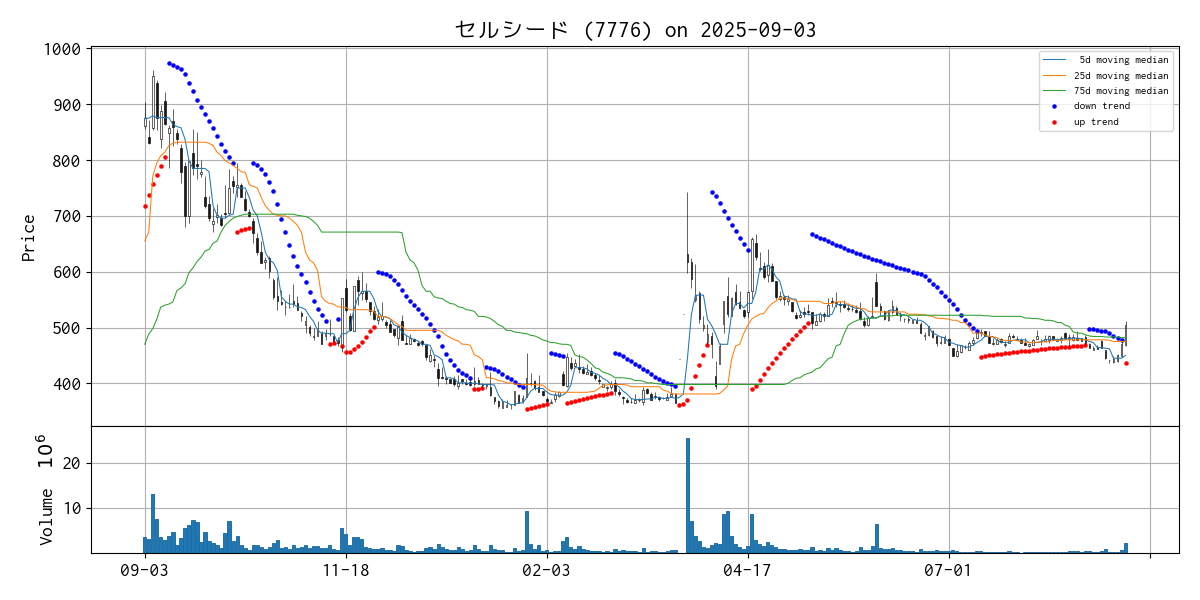 セルシード (7776) on 2025-09-03
1000
900
800
700
600
500
400
Price
5d moving median
25d moving median
75d moving median
down trend
up trend
20
10
Volume 10^6
09-03
11-18
02-03
04-17
07-01